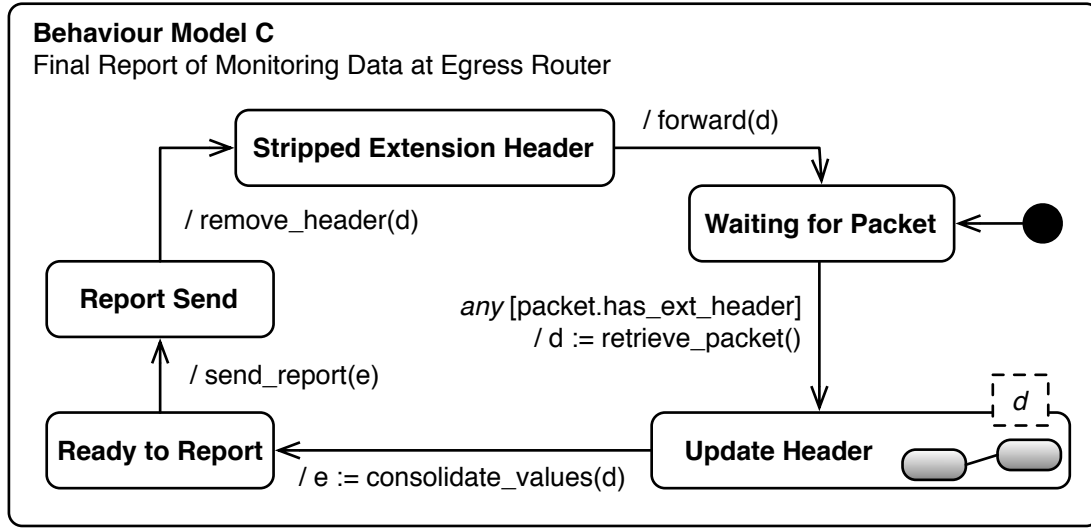 Behaviour Model C
Final Report of Monitoring Data at Egress Router
/ forward(d)
Stripped Extension Header
/ remove_header(d)
Waiting for Packet
Report Send
any [packet.has_ext_header]
/ d := retrieve_packet()
/ send_report(e)
d
Ready to Report
Update Header
/ e := consolidate_values(d)